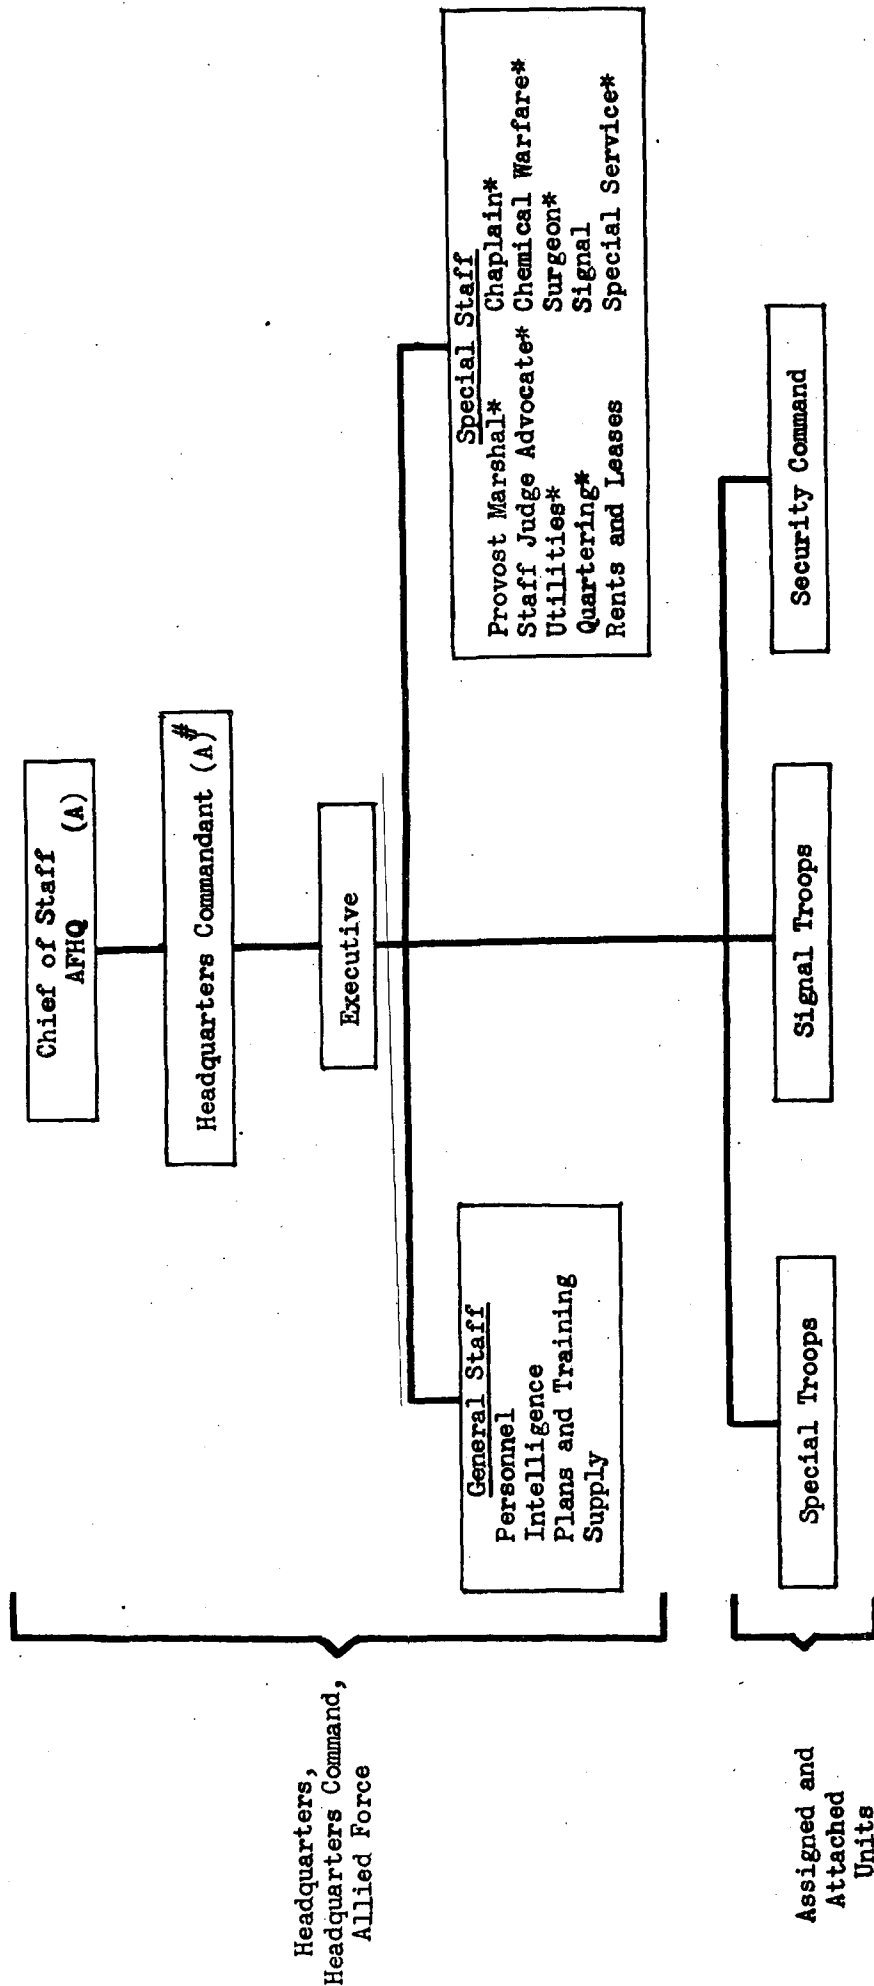 Chief of Staff
AFHQ (A)
Headquarters Commandant (A)#
Executive
Headquarters,
Headquarters Command,
Allied Force
General Staff
Personnel
Intelligence
Plans and Training
Supply
Special Staff
Provost Marshal* Chaplain*
Staff Judge Advocate* Chemical Warfare*
Utilities* Surgeon*
Quartering* Signal
Rents and Leases Special Service*
Assigned and
Attached
Units
Special Troops
Signal Troops
Security Command